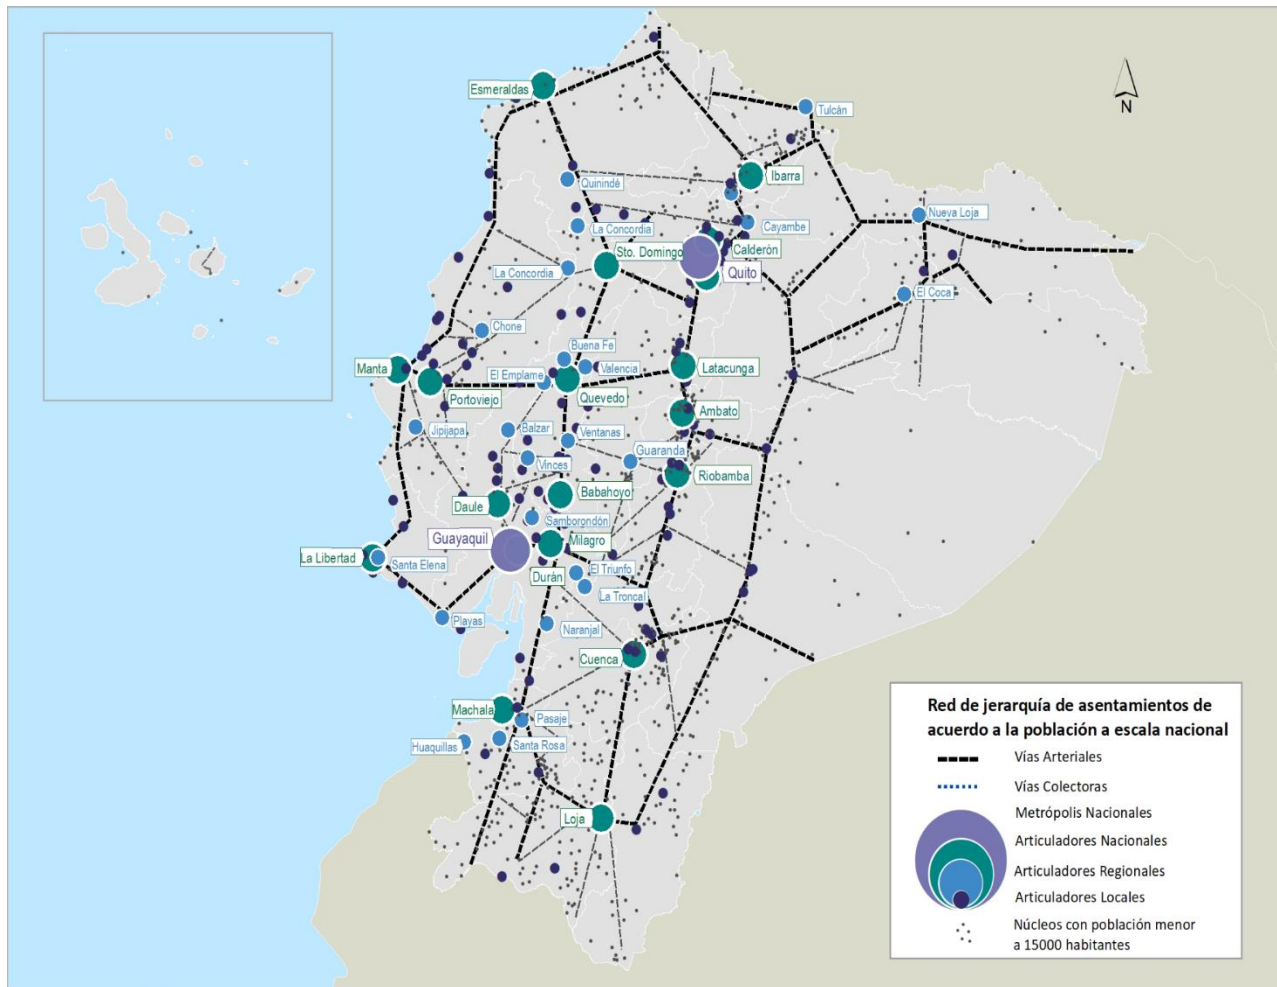 Esmeraldas
Tulcán
N
Ibarra
Quinindé
Nueva Loja
La Concordia
Cayambe
Sto. Domingo
Calderón
La Concordia
Quito
El Coca
Chone
Buena Fe
Manta
El Emplame
Valencia
Latacunga
Portoviejo
Quevedo
Ambato
Jipijapa
Balzar
Ventanas
Guaranda
Vinces
Riobamba
Babahoyo
Daule
Samborondón
Guayaquil
Milagro
La Libertad
Santa Elena
El Triunfo
Durán
La Troncal
Playas
Naranjal
Cuenca
Machala
Pasaje
Huaquillas
Santa Rosa
Loja
Red de jerarquía de asentamientos de
acuerdo a la población a escala nacional
Vías Arteriales
Vías Colectoras
Metrópolis Nacionales
Articuladores Nacionales
Articuladores Regionales
Articuladores Locales
Núcleos con población menor
a 15000 habitantes